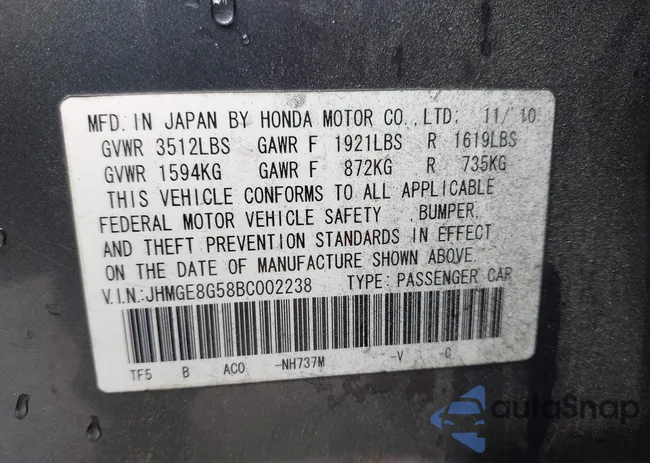 MFD. IN JAPAN BY HONDA MOTOR CO.,LTD: 11/'10
GVWR 3512LBS GAWR F 1921LBS R 1619LBS
GVWR 1594KG GAWR F 872KG R 735KG
THIS VEHICLE CONFORMS TO ALL APPLICABLE
FEDERAL MOTOR VEHICLE SAFETY , BUMPER,
AND THEFT PREVENTION STANDARDS IN EFFECT
ON THE DATE OF MANUFACTURE SHOWN ABOVE.
V.I.N.:JHMGE8G58BC002238 TYPE: PASSENGER CAR
TF5 B AC0 -NH737M -V -C
autoSnap